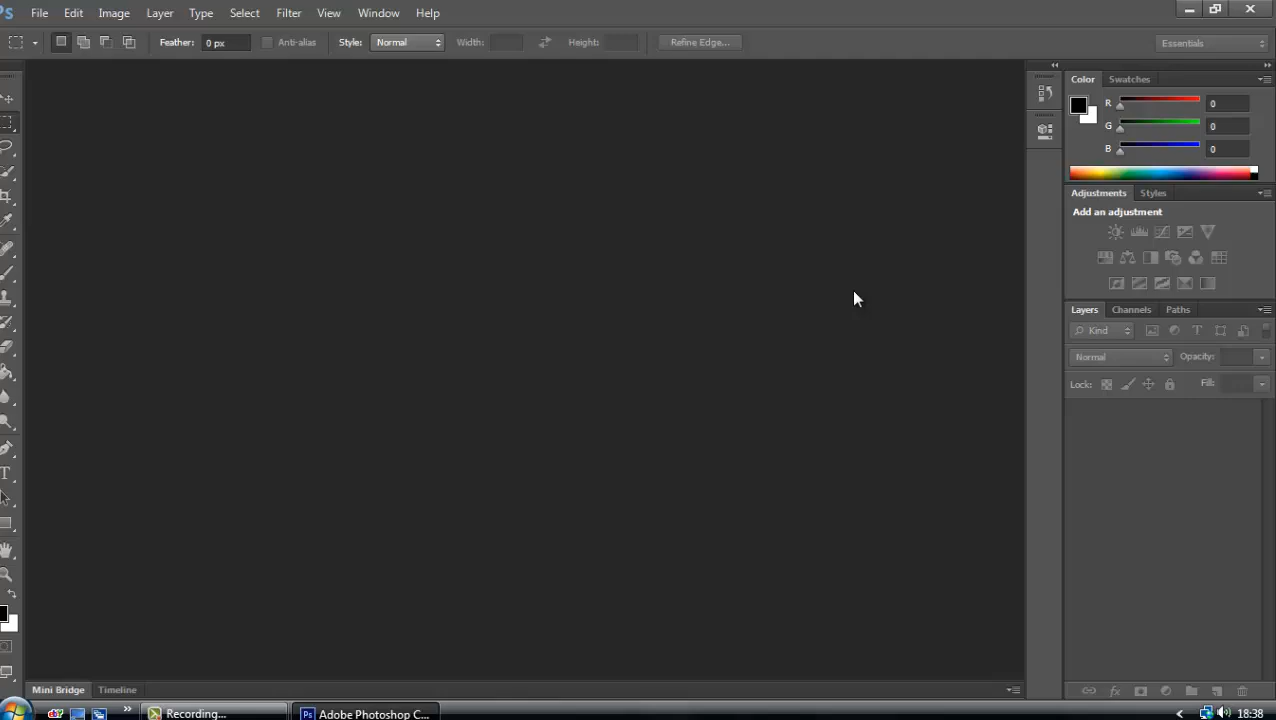 Ps File Edit Image Layer Type Select Filter View Window Help
Feather: 0 px Anti-alias Style: Normal Width: Height: Refine Edge... Essentials
Color Swatches
R 0
G 0
B 0
Adjustments Styles
Add an adjustment
Layers Channels Paths
Kind
Normal Opacity:
Lock: Fill:
Mini Bridge Timeline
Recording... Adobe Photoshop C... 18:38